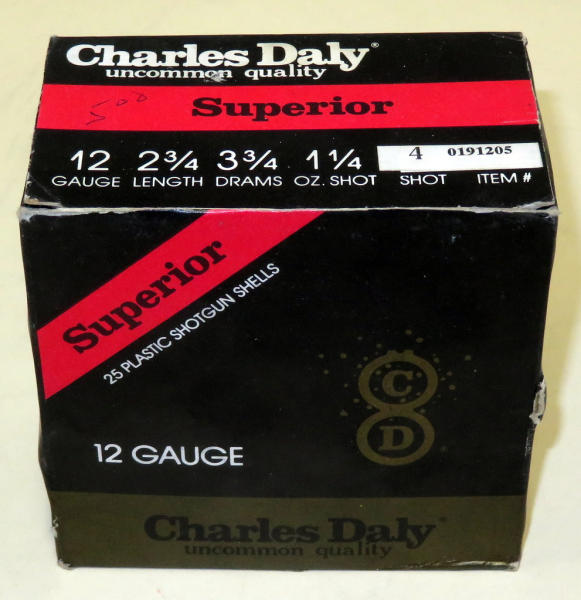 Charles Daly®
uncommon quality
500
Superior
12 2¾ 3¾ 1¼ 4 0191205
GAUGE LENGTH DRAMS OZ. SHOT SHOT ITEM #
Superior
25 PLASTIC SHOTGUN SHELLS
C
D
12 GAUGE
Charles Daly®
uncommon quality